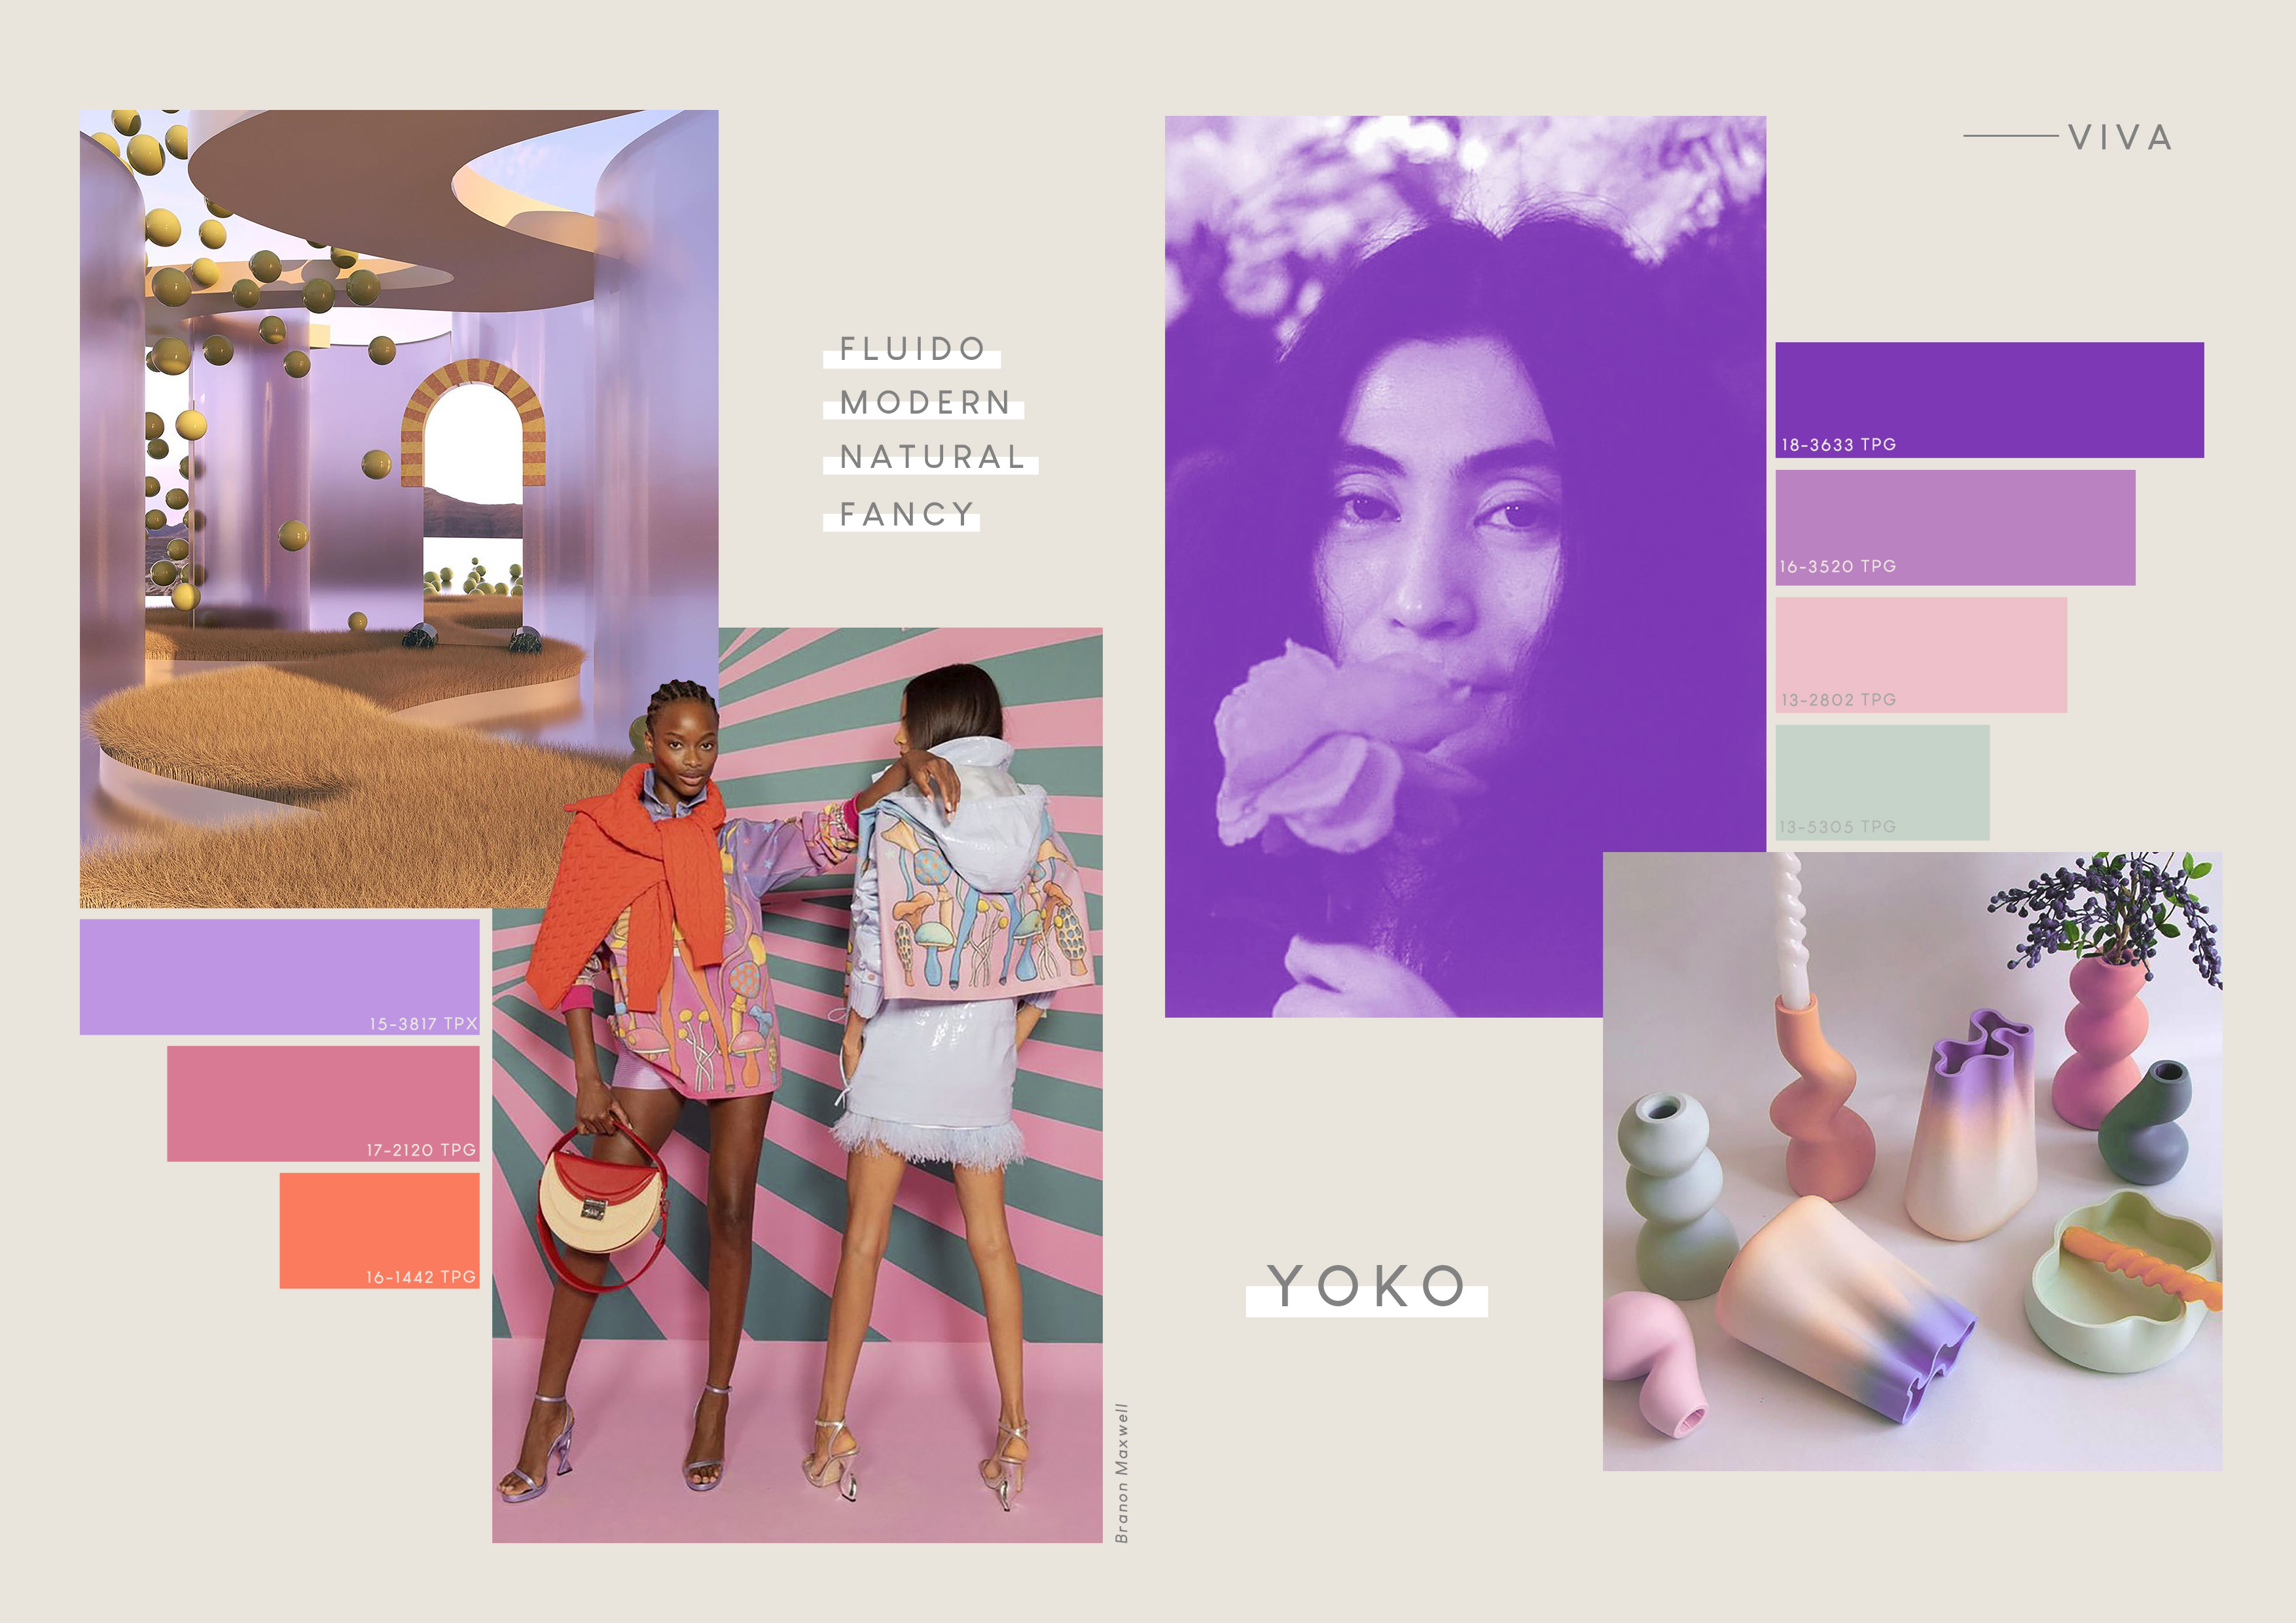 VIVA
FLUIDO
MODERN
NATURAL
FANCY
18-3633 TPG
16-3520 TPG
13-2802 TPG
13-5305 TPG
15-3817 TPX
17-2120 TPG
16-1442 TPG
YOKO
Branon Maxwell